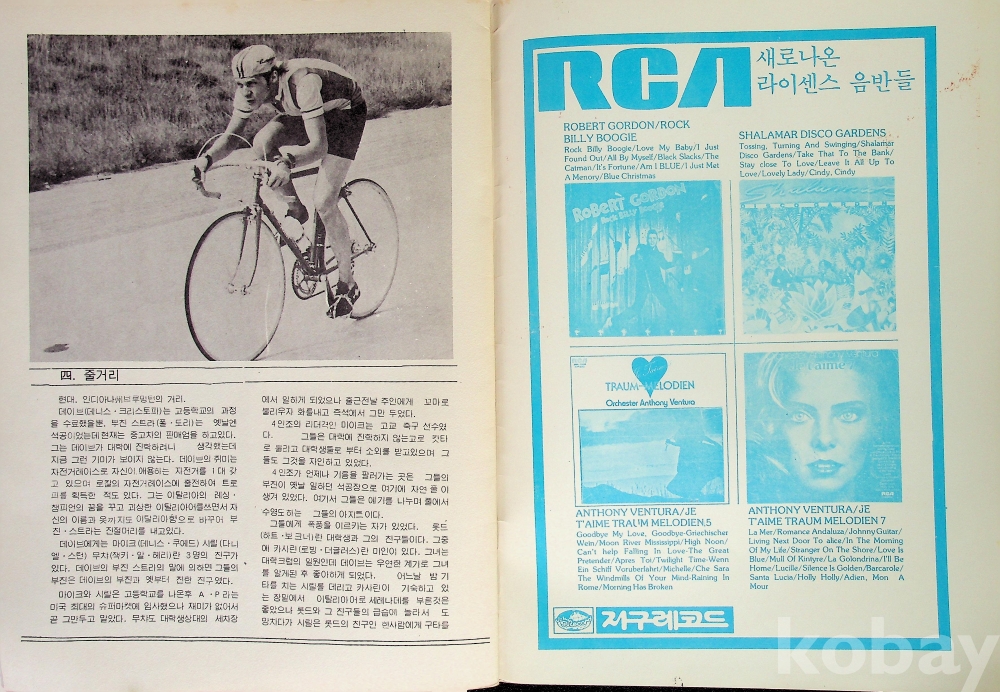 四. 줄거리
현대. 인디아나州브루밍턴의 거리.
데이브(데니스·크리스토파)는 고등학교의 과정
을 수료했을뿐, 부친 스트라(폴·토리)는 옛날엔
석공이었는데 현재는 중고차의 판매업을 하고있다.
그는 데이브가 대학에 진학하려니 생각했는데
지금 그런 기미가 보이지 않는다. 데이브의 취미는
자전거레이스로 자신이 애용하는 지전거를 1대 갖
고 있으며 로컬의 자전거레이스에 출전하여 트로
피를 획득한 적도 있다. 그는 이탈리아의 레싱·
챔피언의 꿈을 꾸고 괴상한 이탈리아어를쓰면서 자
신의 이름과 옷까지도 이탈리아향으로 바꾸어 부
친·스트라는 진절머리를 내고있다.
데이브에게는 마이크(데니스·쿠에드) 시릴(다니
엘·스턴) 무챠(잭키·알·헤리)란 3명의 친구가
있다. 데이브의 부친 스트라의 말에 의하면 그들의
부친은 데이브의 부친과 옛부터 친한 친구였다.
마이크와 시릴은 고등학교를 나온후 A·P라는
미국 최대의 슈퍼마켓에 입사했으나 재미가 없어서
곧 그만두고 말았다. 무챠도 대학생상대의 세차장
에서 일하게 되었으나 출근전날 주인에게 꼬마로
불리우자 화를내고 즉석에서 그만 두었다.
4인조의 리더격인 마이크는 고교 축구 선수였
다. 그들은 대학에 진학하지 않는고로 캇타
로 불리고 대학생들로 부터 소외를 받고있으며 그
들도 그것을 자인하고 있었다.
4인조가 언제나 기음을 팔러가는 곳은 그들의
부친이 옛날 일하던 석공장으로 여기에 자연 풀이
생겨 있었다. 여기서 그들은 얘기를 나누며 풀에서
수영도하는 그들의 아지트이다.
그들에게 폭풍을 이르키는 자가 있었다. 롯드
(하트·보크너)란 대학생과 그의 친구들이다. 그중
에 카사린(로빙·더글러스)란 미인이 있다. 그녀는
대학크럽의 일원인데 데이브는 우연한 계기로 그녀
를 알게된 후 좋아하게 되었다. 어느날 밤 기
타를 치는 시릴을 데리고 카사린이 기숙하고 있
는 창밑에서 이탈리아어로 세레나데를 부른것은
좋았으나 롯드와 그 친구들의 급습에 놀라서 도
망치다가 시릴은 롯드의 친구인 한사람에게 구타를
RCA 새로나온
라이센스 음반들
ROBERT GORDON/ROCK
BILLY BOOGIE
Rock Billy Boogie/Love My Baby/I Just
Found Out/All By Myself/Black Slacks/The
Catman/It's Fortune/Am I BLUE/I Just Met
A Menory/Blue Christmas
SHALAMAR DISCO GARDENS
Tossing, Turning And Swinging/Shalamar
Disco Gardens/Take That To The Bank/
Stay close To Love/Leave It All Up To
Love/Lovely Lady/Cindy, Cindy
ROBERT GORDON
Rock Billy Boogie
TRAUM-MELODIEN
Orchester Anthony Ventura
RCA
ANTHONY VENTURA/JE
T'AIME TRAUM MELODIEN,5
Goodbye My Love, Goodbye-Griechischer
Wein/Moon River Mississippi/High Noon/
Can't help Falling In Love-The Great
Pretender/Apres Toi/Twilight Time-Wenn
Ein Schiff Voruberlahrt/Michelle/Che Sara
The Windmills Of Your Mind-Raining In
Rome/Morning Has Broken
ANTHONY VENTURA/JE
T'AIME TRAUM MELODIEN 7
La Mer/Romance Andaluza/Johnny Guitar/
Living Next Door To alice/In The Morning
Of My Life/Stranger On The Shore/Love Is
Blue/Mull Of Kintyre/La Golondrina/I'll Be
Home/Lucille/Silence Is Golden/Barcarole/
Santa Lucia/Holly Holly/Adien, Mon A
Mour
지구레코드
kobay